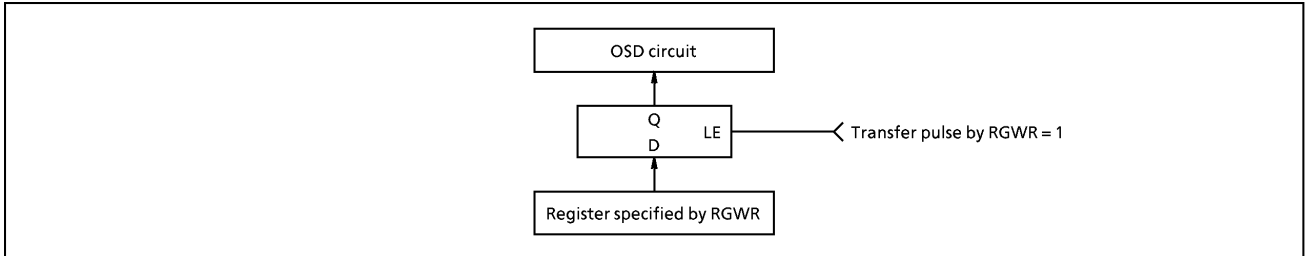 OSD circuit
Q
LE
D
Transfer pulse by RGWR = 1
Register specified by RGWR